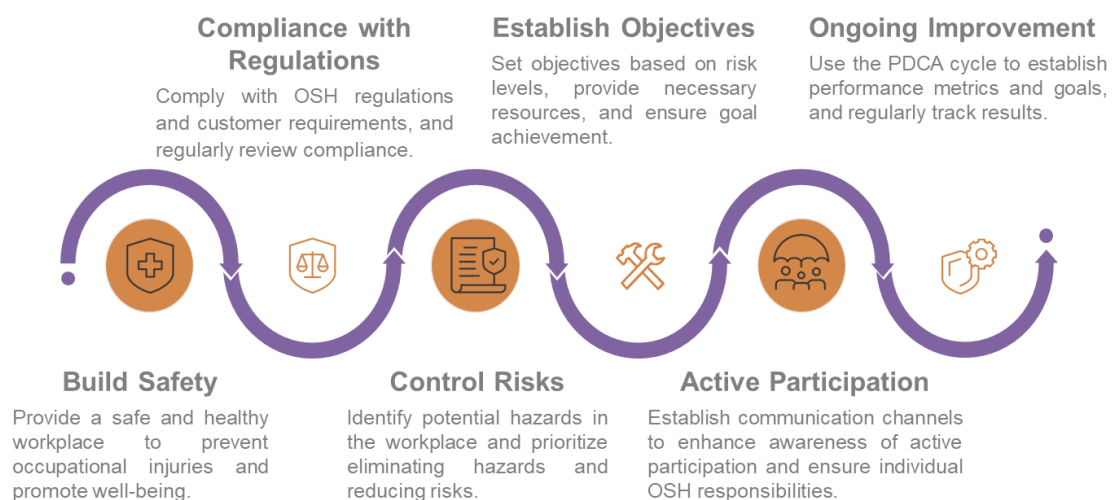 Compliance with
Regulations
Comply with OSH regulations
and customer requirements, and
regularly review compliance.
Establish Objectives
Set objectives based on risk
levels, provide necessary
resources, and ensure goal
achievement.
Ongoing Improvement
Use the PDCA cycle to establish
performance metrics and goals,
and regularly track results.
Build Safety
Provide a safe and healthy
workplace to prevent
occupational injuries and
promote well-being.
Control Risks
Identify potential hazards in
the workplace and prioritize
eliminating hazards and
reducing risks.
Active Participation
Establish communication channels
to enhance awareness of active
participation and ensure individual
OSH responsibilities.